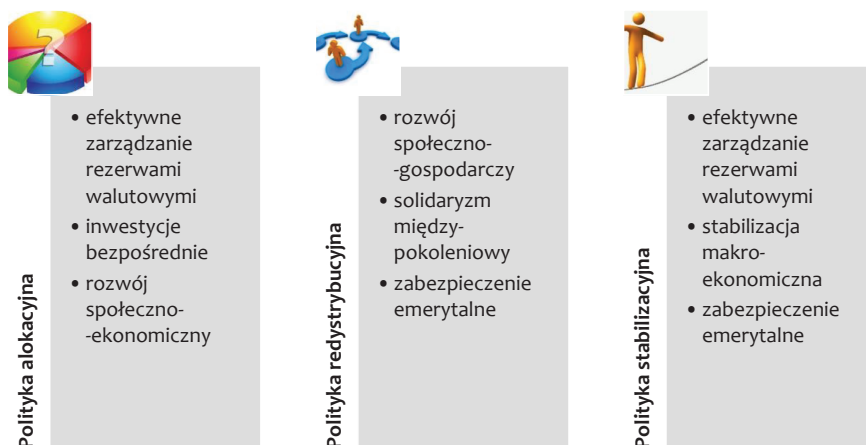 ?
Polityka alokacyjna
• efektywne
zarządzanie
rezerwami
walutowymi
• inwestycje
bezpośrednie
• rozwój
społeczno-
-ekonomiczny
Polityka redystrybucyjna
• rozwój
społeczno-
-gospodarczy
• solidaryzm
między-
pokoleniowy
• zabezpieczenie
emerytalne
Polityka stabilizacyjna
• efektywne
zarządzanie
rezerwami
walutowymi
• stabilizacja
makro-
ekonomiczna
• zabezpieczenie
emerytalne